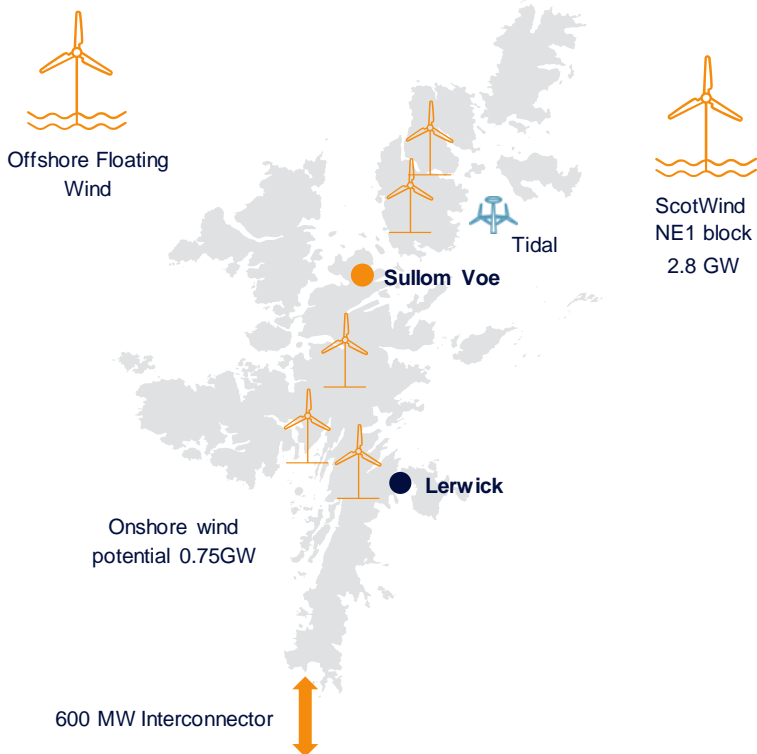 Offshore Floating
Wind
ScotWind
NE1 block
2.8 GW
Tidal
Sullom Voe
Lerwick
Onshore wind
potential 0.75GW
600 MW Interconnector